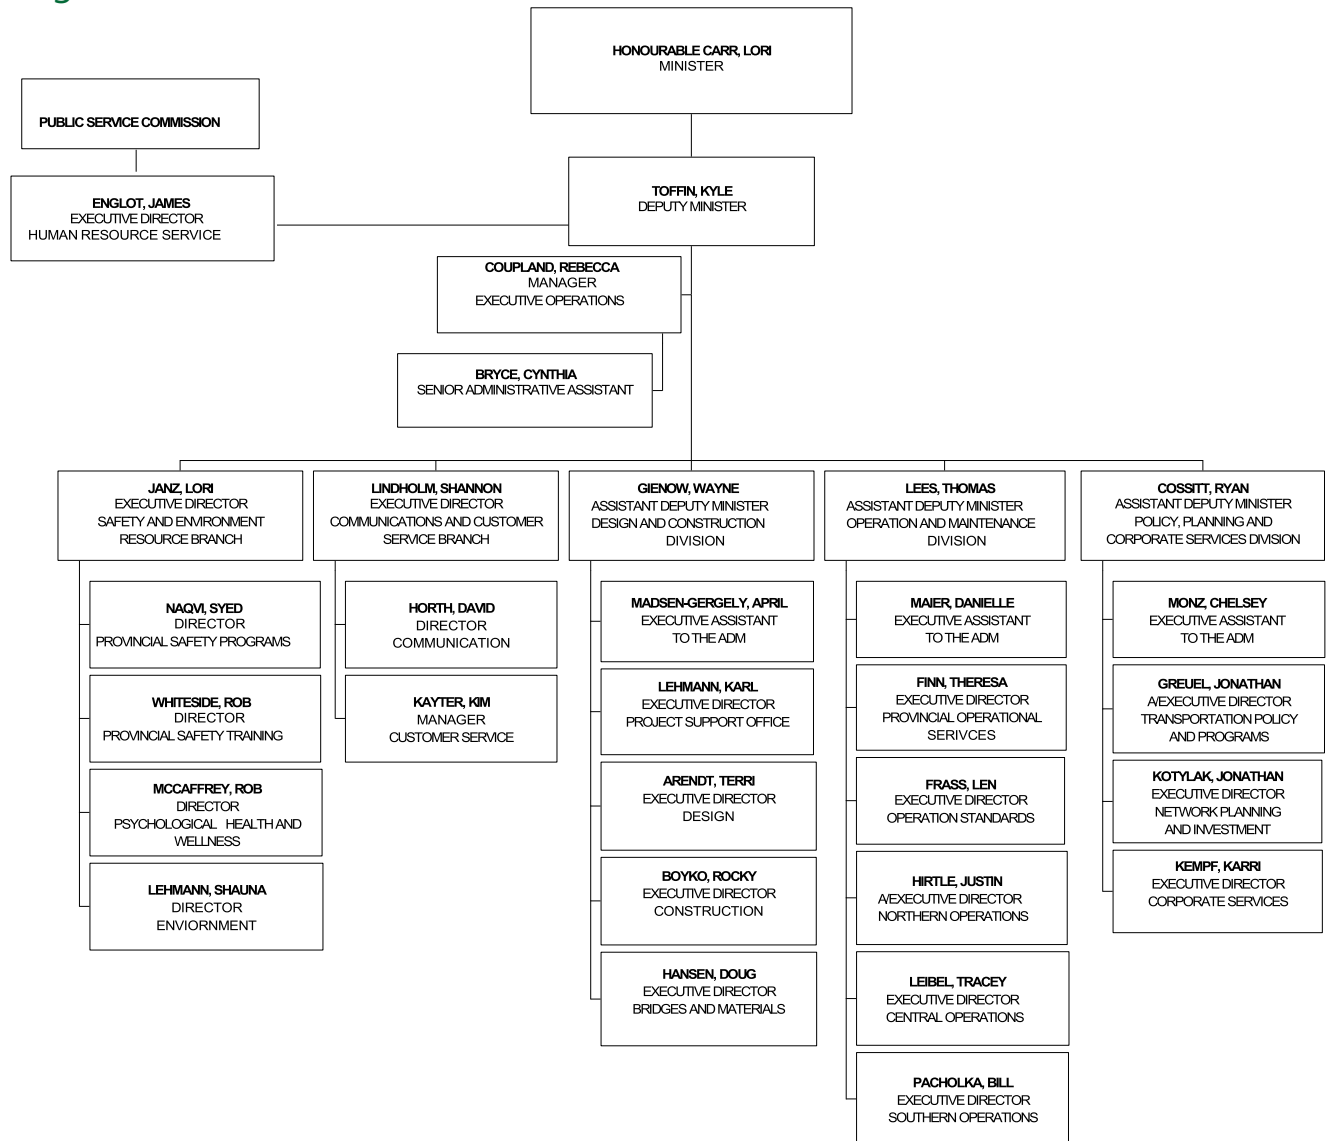 HONOURABLE CARR, LORI
MINISTER
PUBLIC SERVICE COMMISSION
ENGLOT, JAMES
EXECUTIVE DIRECTOR
HUMAN RESOURCE SERVICE
TOFFIN, KYLE
DEPUTY MINISTER
COUPLAND, REBECCA
MANAGER
EXECUTIVE OPERATIONS
BRYCE, CYNTHIA
SENIOR ADMINISTRATIVE ASSISTANT
JANZ, LORI
EXECUTIVE DIRECTOR
SAFETY AND ENVIRONMENT
RESOURCE BRANCH
NAQVI, SYED
DIRECTOR
PROVINCIAL SAFETY PROGRAMS
WHITESIDE, ROB
DIRECTOR
PROVINCIAL SAFETY TRAINING
MCCAFFREY, ROB
DIRECTOR
PSYCHOLOGICAL HEALTH AND
WELLNESS
LEHMANN, SHAUNA
DIRECTOR
ENVIORNMENT
LINDHOLM, SHANNON
EXECUTIVE DIRECTOR
COMMUNICATIONS AND CUSTOMER
SERVICE BRANCH
HORTH, DAVID
DIRECTOR
COMMUNICATION
KAYTER, KIM
MANAGER
CUSTOMER SERVICE
GIENOW, WAYNE
ASSISTANT DEPUTY MINISTER
DESIGN AND CONSTRUCTION
DIVISION
MADSEN-GERGELY, APRIL
EXECUTIVE ASSISTANT
TO THE ADM
LEHMANN, KARL
EXECUTIVE DIRECTOR
PROJECT SUPPORT OFFICE
ARENDT, TERRI
EXECUTIVE DIRECTOR
DESIGN
BOYKO, ROCKY
EXECUTIVE DIRECTOR
CONSTRUCTION
HANSEN, DOUG
EXECUTIVE DIRECTOR
BRIDGES AND MATERIALS
LEES, THOMAS
ASSISTANT DEPUTY MINISTER
OPERATION AND MAINTENANCE
DIVISION
MAIER, DANIELLE
EXECUTIVE ASSISTANT
TO THE ADM
FINN, THERESA
EXECUTIVE DIRECTOR
PROVINCIAL OPERATIONAL
SERIVCES
FRASS, LEN
EXECUTIVE DIRECTOR
OPERATION STANDARDS
HIRTLE, JUSTIN
A/EXECUTIVE DIRECTOR
NORTHERN OPERATIONS
LEIBEL, TRACEY
EXECUTIVE DIRECTOR
CENTRAL OPERATIONS
PACHOLKA, BILL
EXECUTIVE DIRECTOR
SOUTHERN OPERATIONS
COSSITT, RYAN
ASSISTANT DEPUTY MINISTER
POLICY, PLANNING AND
CORPORATE SERVICES DIVISION
MONZ, CHELSEY
EXECUTIVE ASSISTANT
TO THE ADM
GREUEL, JONATHAN
A/EXECUTIVE DIRECTOR
TRANSPORTATION POLICY
AND PROGRAMS
KOTYLAK, JONATHAN
EXECUTIVE DIRECTOR
NETWORK PLANNING
AND INVESTMENT
KEMPF, KARRI
EXECUTIVE DIRECTOR
CORPORATE SERVICES